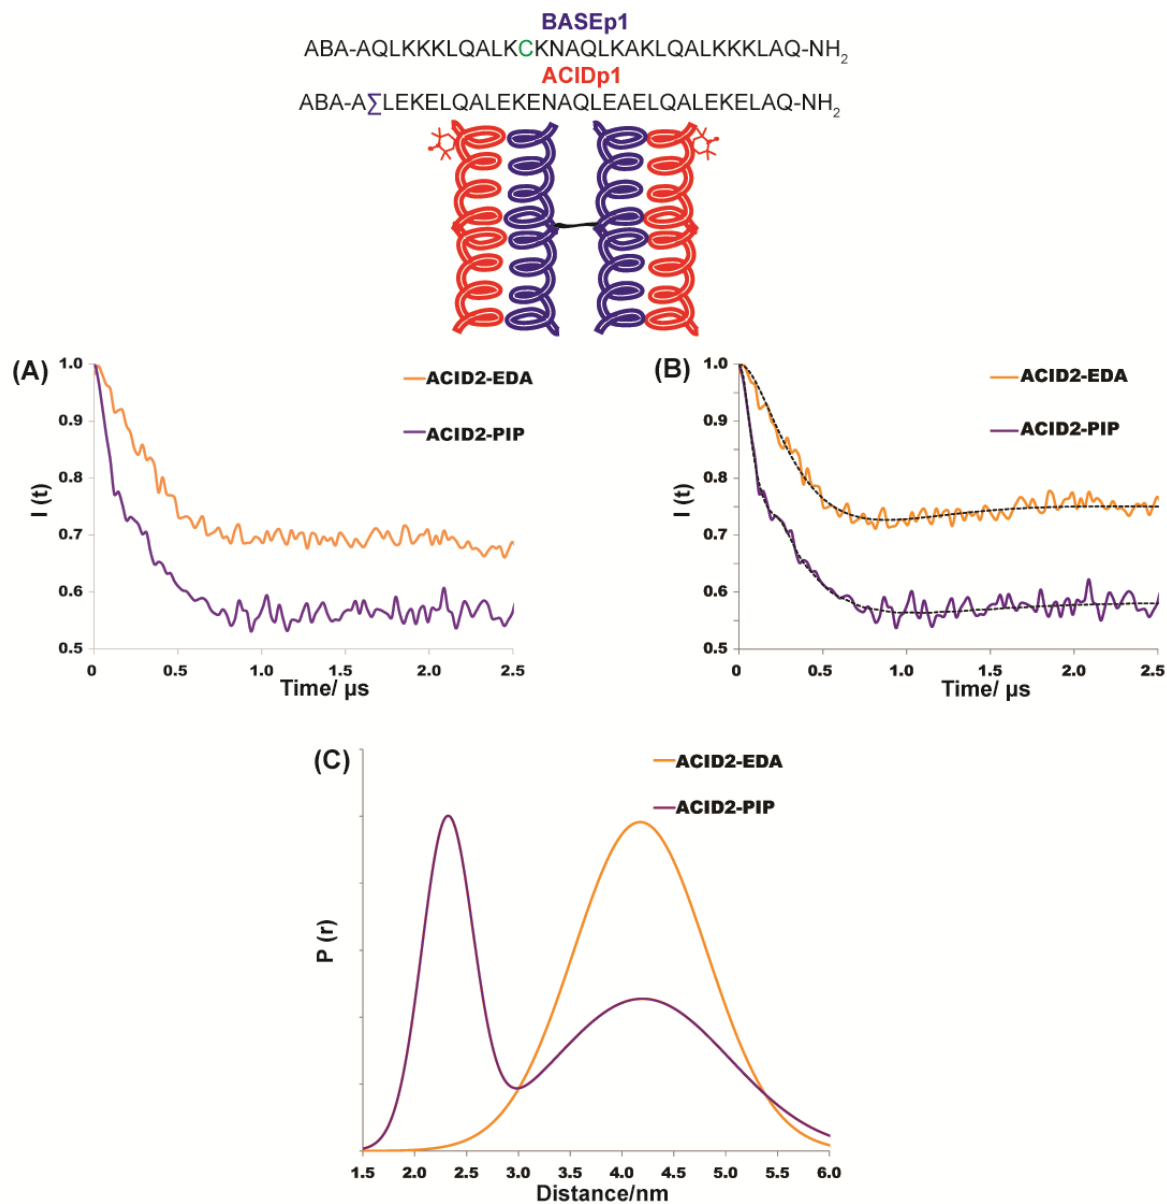 BASEp1
ABA-AQLKKKLQALKCKNAQLKAKLQALKKKLAQ-NH2
ACIDp1
ABA-A∑LEKELQALEKENAQLEAELQALEKELAQ-NH2
(A)
ACID2-EDA
ACID2-PIP
I (t)
1.0
0.9
0.8
0.7
0.6
0.5
0
0.5
1.0
1.5
2.0
2.5
Time/ µs
(B)
ACID2-EDA
ACID2-PIP
I (t)
1.0
0.9
0.8
0.7
0.6
0.5
0
0.5
1.0
1.5
2.0
2.5
Time/ µs
(C)
ACID2-EDA
ACID2-PIP
P (r)
1.5
2.0
2.5
3.0
3.5
4.0
4.5
5.0
5.5
6.0
Distance/nm